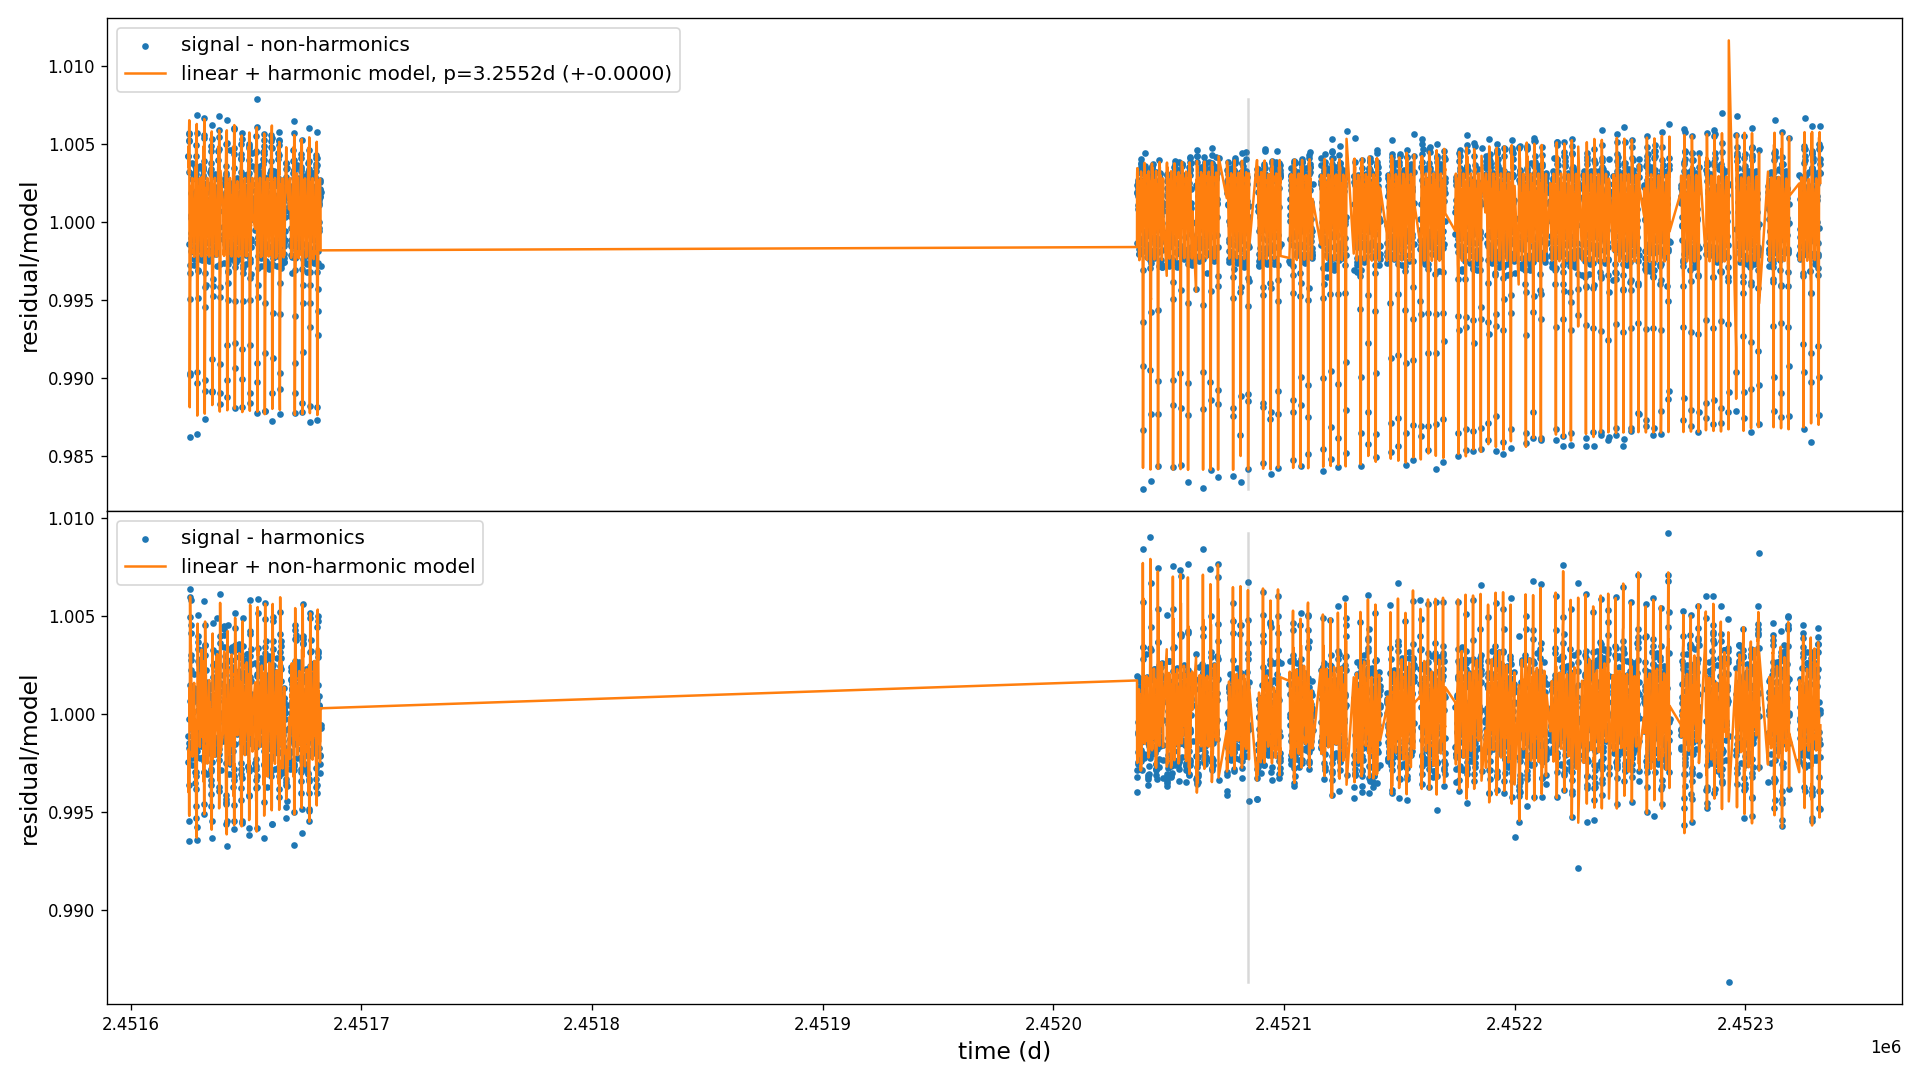 signal - non-harmonics
linear + harmonic model, p=3.2552d (+-0.0000)
1.010
1.005
1.000
0.995
0.990
0.985
residual/model
signal - harmonics
linear + non-harmonic model
1.010
1.005
1.000
0.995
0.990
residual/model
2.4516
2.4517
2.4518
2.4519
2.4520
2.4521
2.4522
2.4523
1e6
time (d)